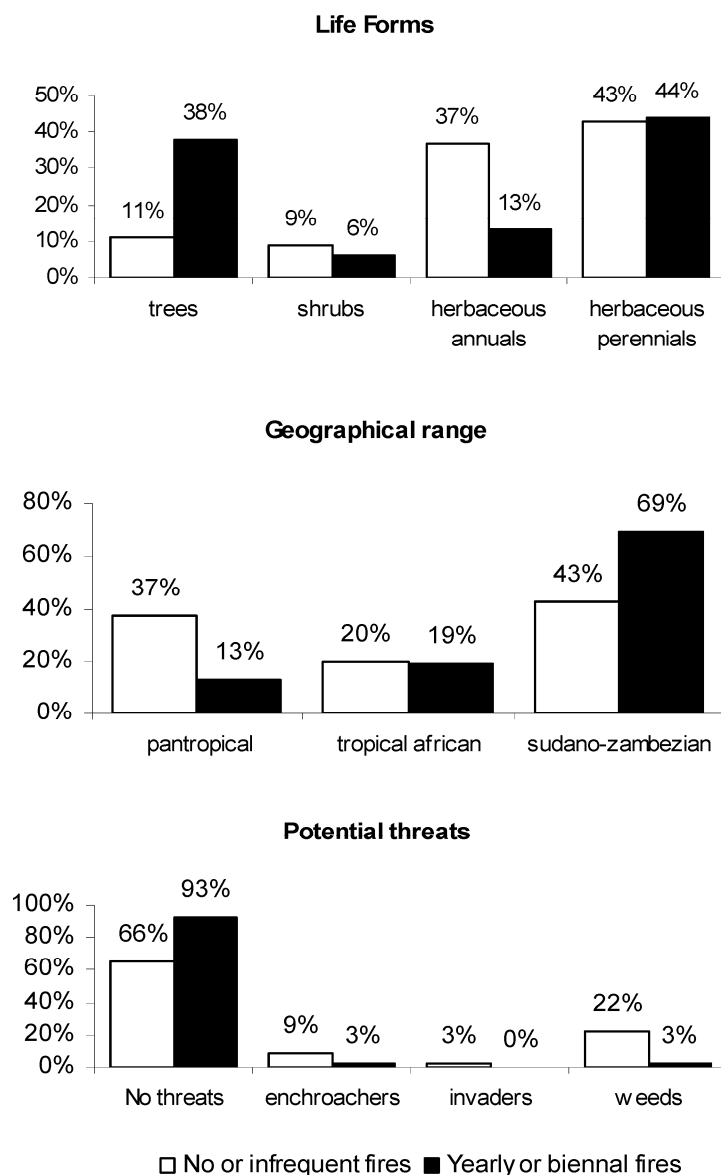 Life Forms
50%
40%
30%
20%
10%
0%
11%
38%
9%
6%
37%
13%
43%
44%
trees
shrubs
herbaceous
annuals
herbaceous
perennials
Geographical range
80%
60%
40%
20%
0%
37%
13%
20%
19%
43%
69%
pantropical
tropical african
sudano-zambezian
Potential threats
100%
80%
60%
40%
20%
0%
66%
93%
9%
3%
3%
0%
22%
3%
No threats
enchroachers
invaders
weeds
No or infrequent fires
Yearly or biennal fires